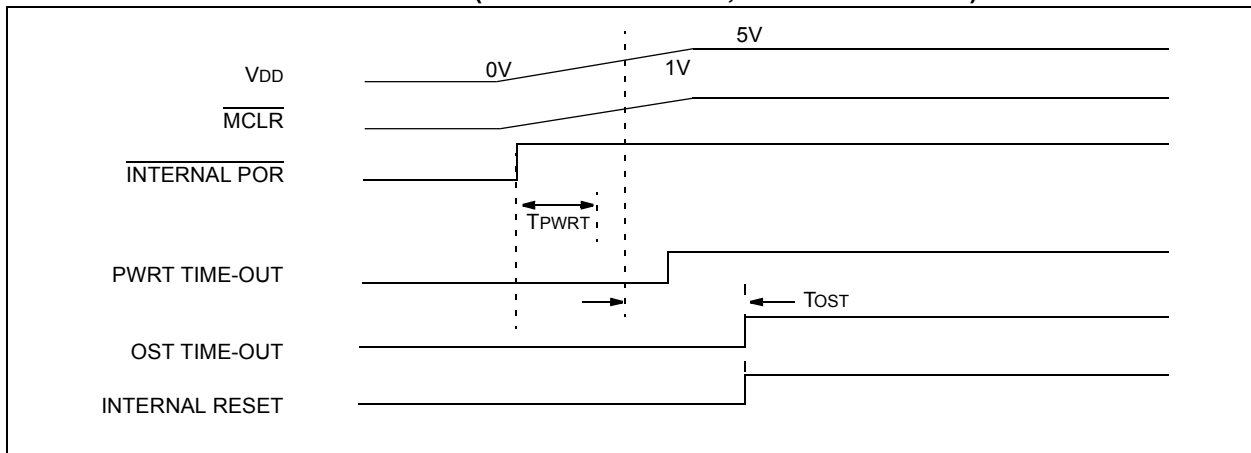 5V
VDD
0V
1V
MCLR
INTERNAL POR
TPWRT
PWRT TIME-OUT
TOST
OST TIME-OUT
INTERNAL RESET